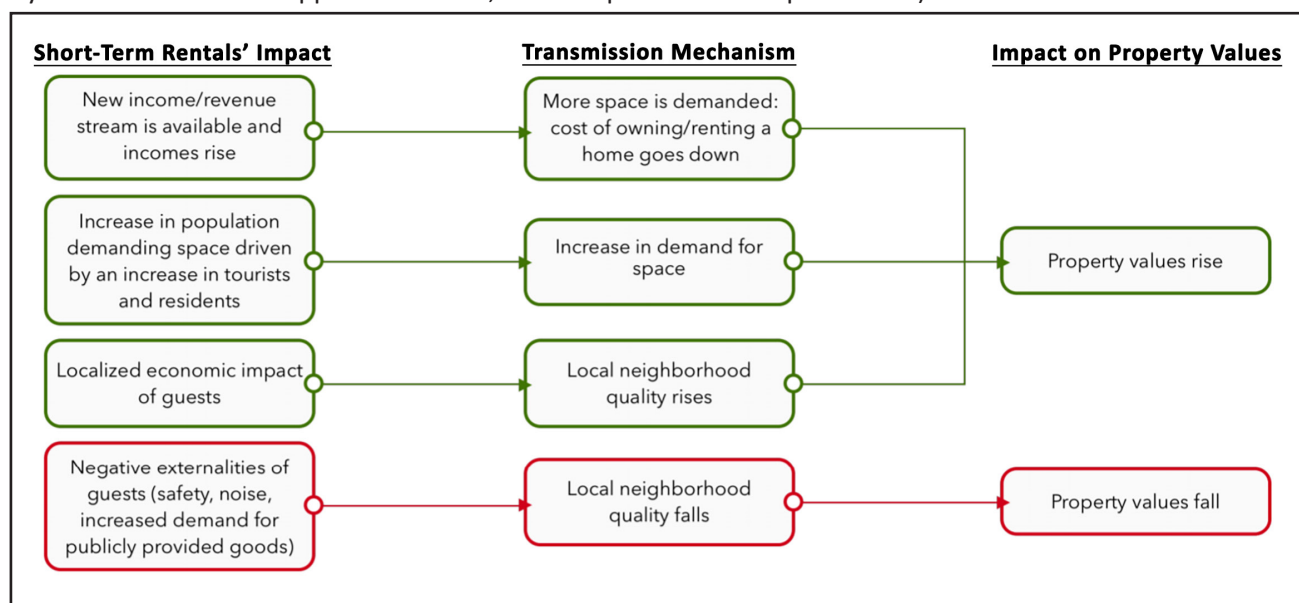 Short-Term Rentals’ Impact
Transmission Mechanism
Impact on Property Values
New income/revenue
stream is available and
incomes rise
More space is demanded:
cost of owning/renting a
home goes down
Increase in population
demanding space driven
by an increase in tourists
and residents
Increase in demand for
space
Property values rise
Localized economic impact
of guests
Local neighborhood
quality rises
Negative externalities of
guests (safety, noise,
increased demand for
publicly provided goods)
Local neighborhood
quality falls
Property values fall